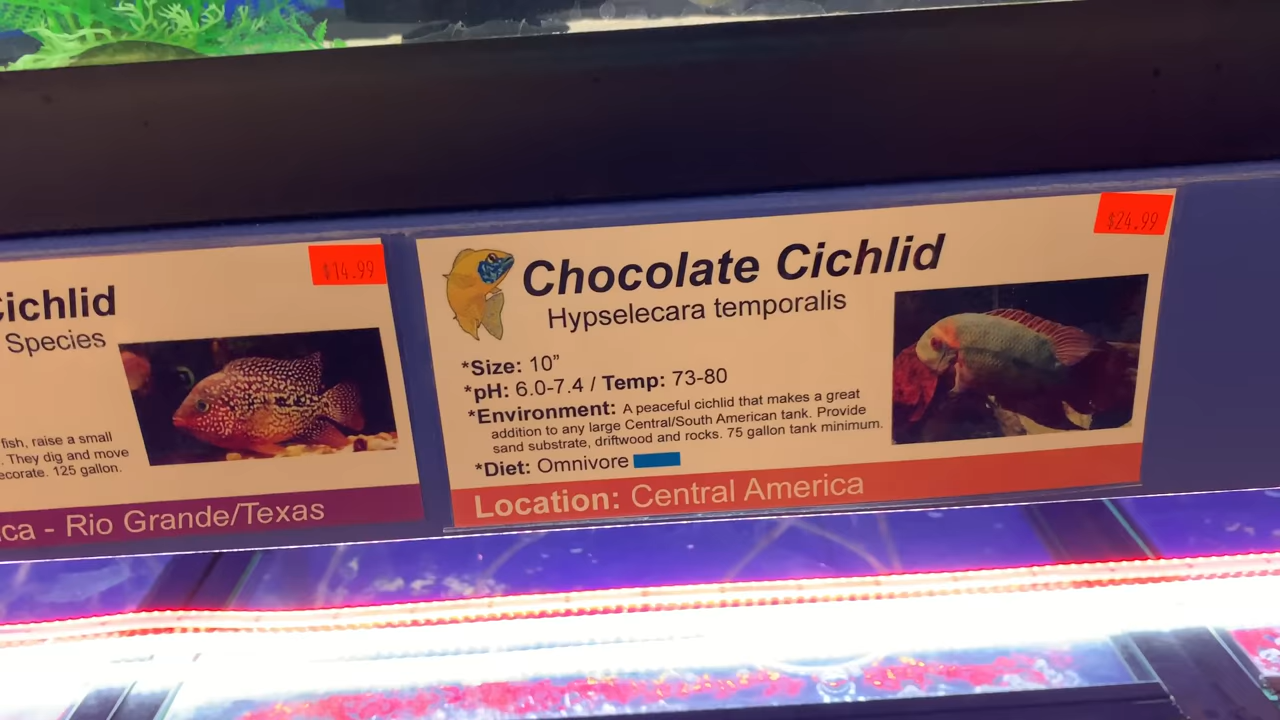 $14.99
Cichlid
Species
fish, raise a small
. They dig and move
ecorate. 125 gallon.
ca - Rio Grande/Texas
$24.99
Chocolate Cichlid
Hypselecara temporalis
*Size: 10”
*pH: 6.0-7.4 / Temp: 73-80
*Environment: A peaceful cichlid that makes a great
addition to any large Central/South American tank. Provide
sand substrate, driftwood and rocks. 75 gallon tank minimum.
*Diet: Omnivore
Location: Central America